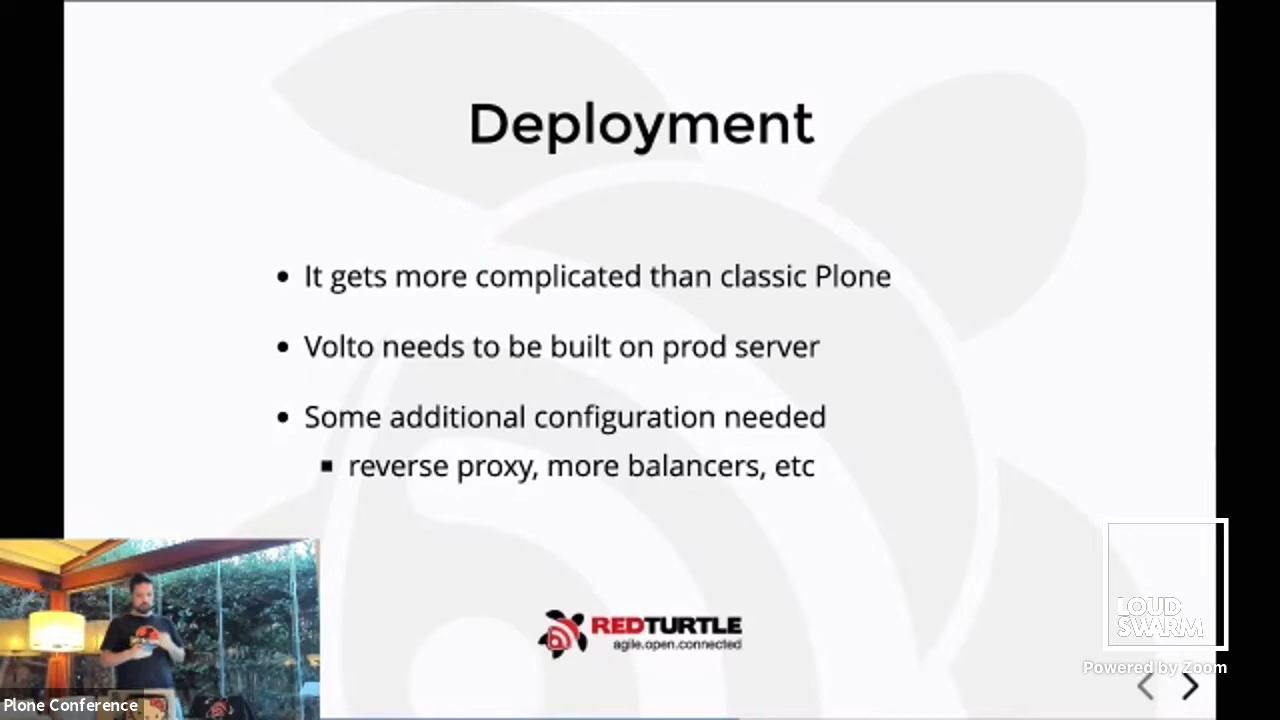 Deployment
It gets more complicated than classic Plone
Volto needs to be built on prod server
Some additional configuration needed
reverse proxy, more balancers, etc
REDTURTLE
agile.open.connected
LOUD
SWARM
Powered by Zoom
Plone Conference